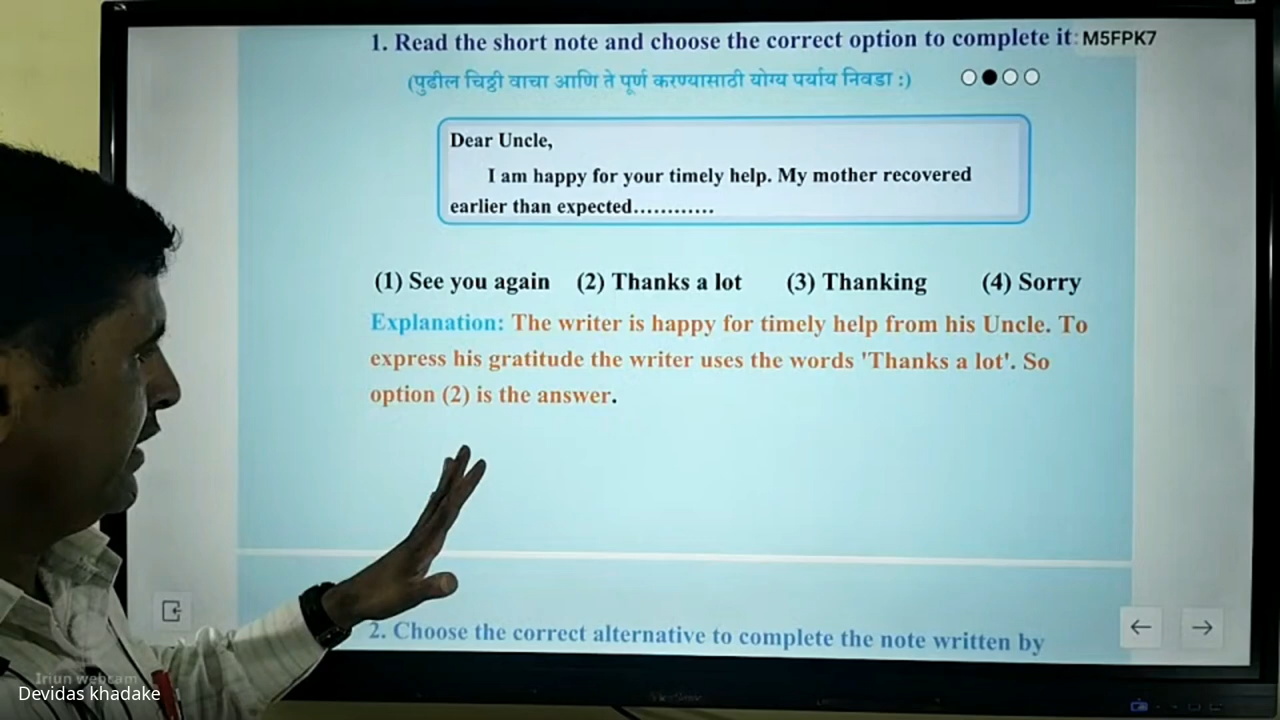 1. Read the short note and choose the correct option to complete it: M5FPK7
(पुढील चिठ्ठी वाचा आणि ते पूर्ण करण्यासाठी योग्य पर्याय निवडा :)
Dear Uncle,
I am happy for your timely help. My mother recovered
earlier than expected............
(1) See you again (2) Thanks a lot (3) Thanking (4) Sorry
Explanation: The writer is happy for timely help from his Uncle. To
express his gratitude the writer uses the words 'Thanks a lot'. So
option (2) is the answer.
2. Choose the correct alternative to complete the note written by
Iriun webcam
Devidas khadake
ViewSonic